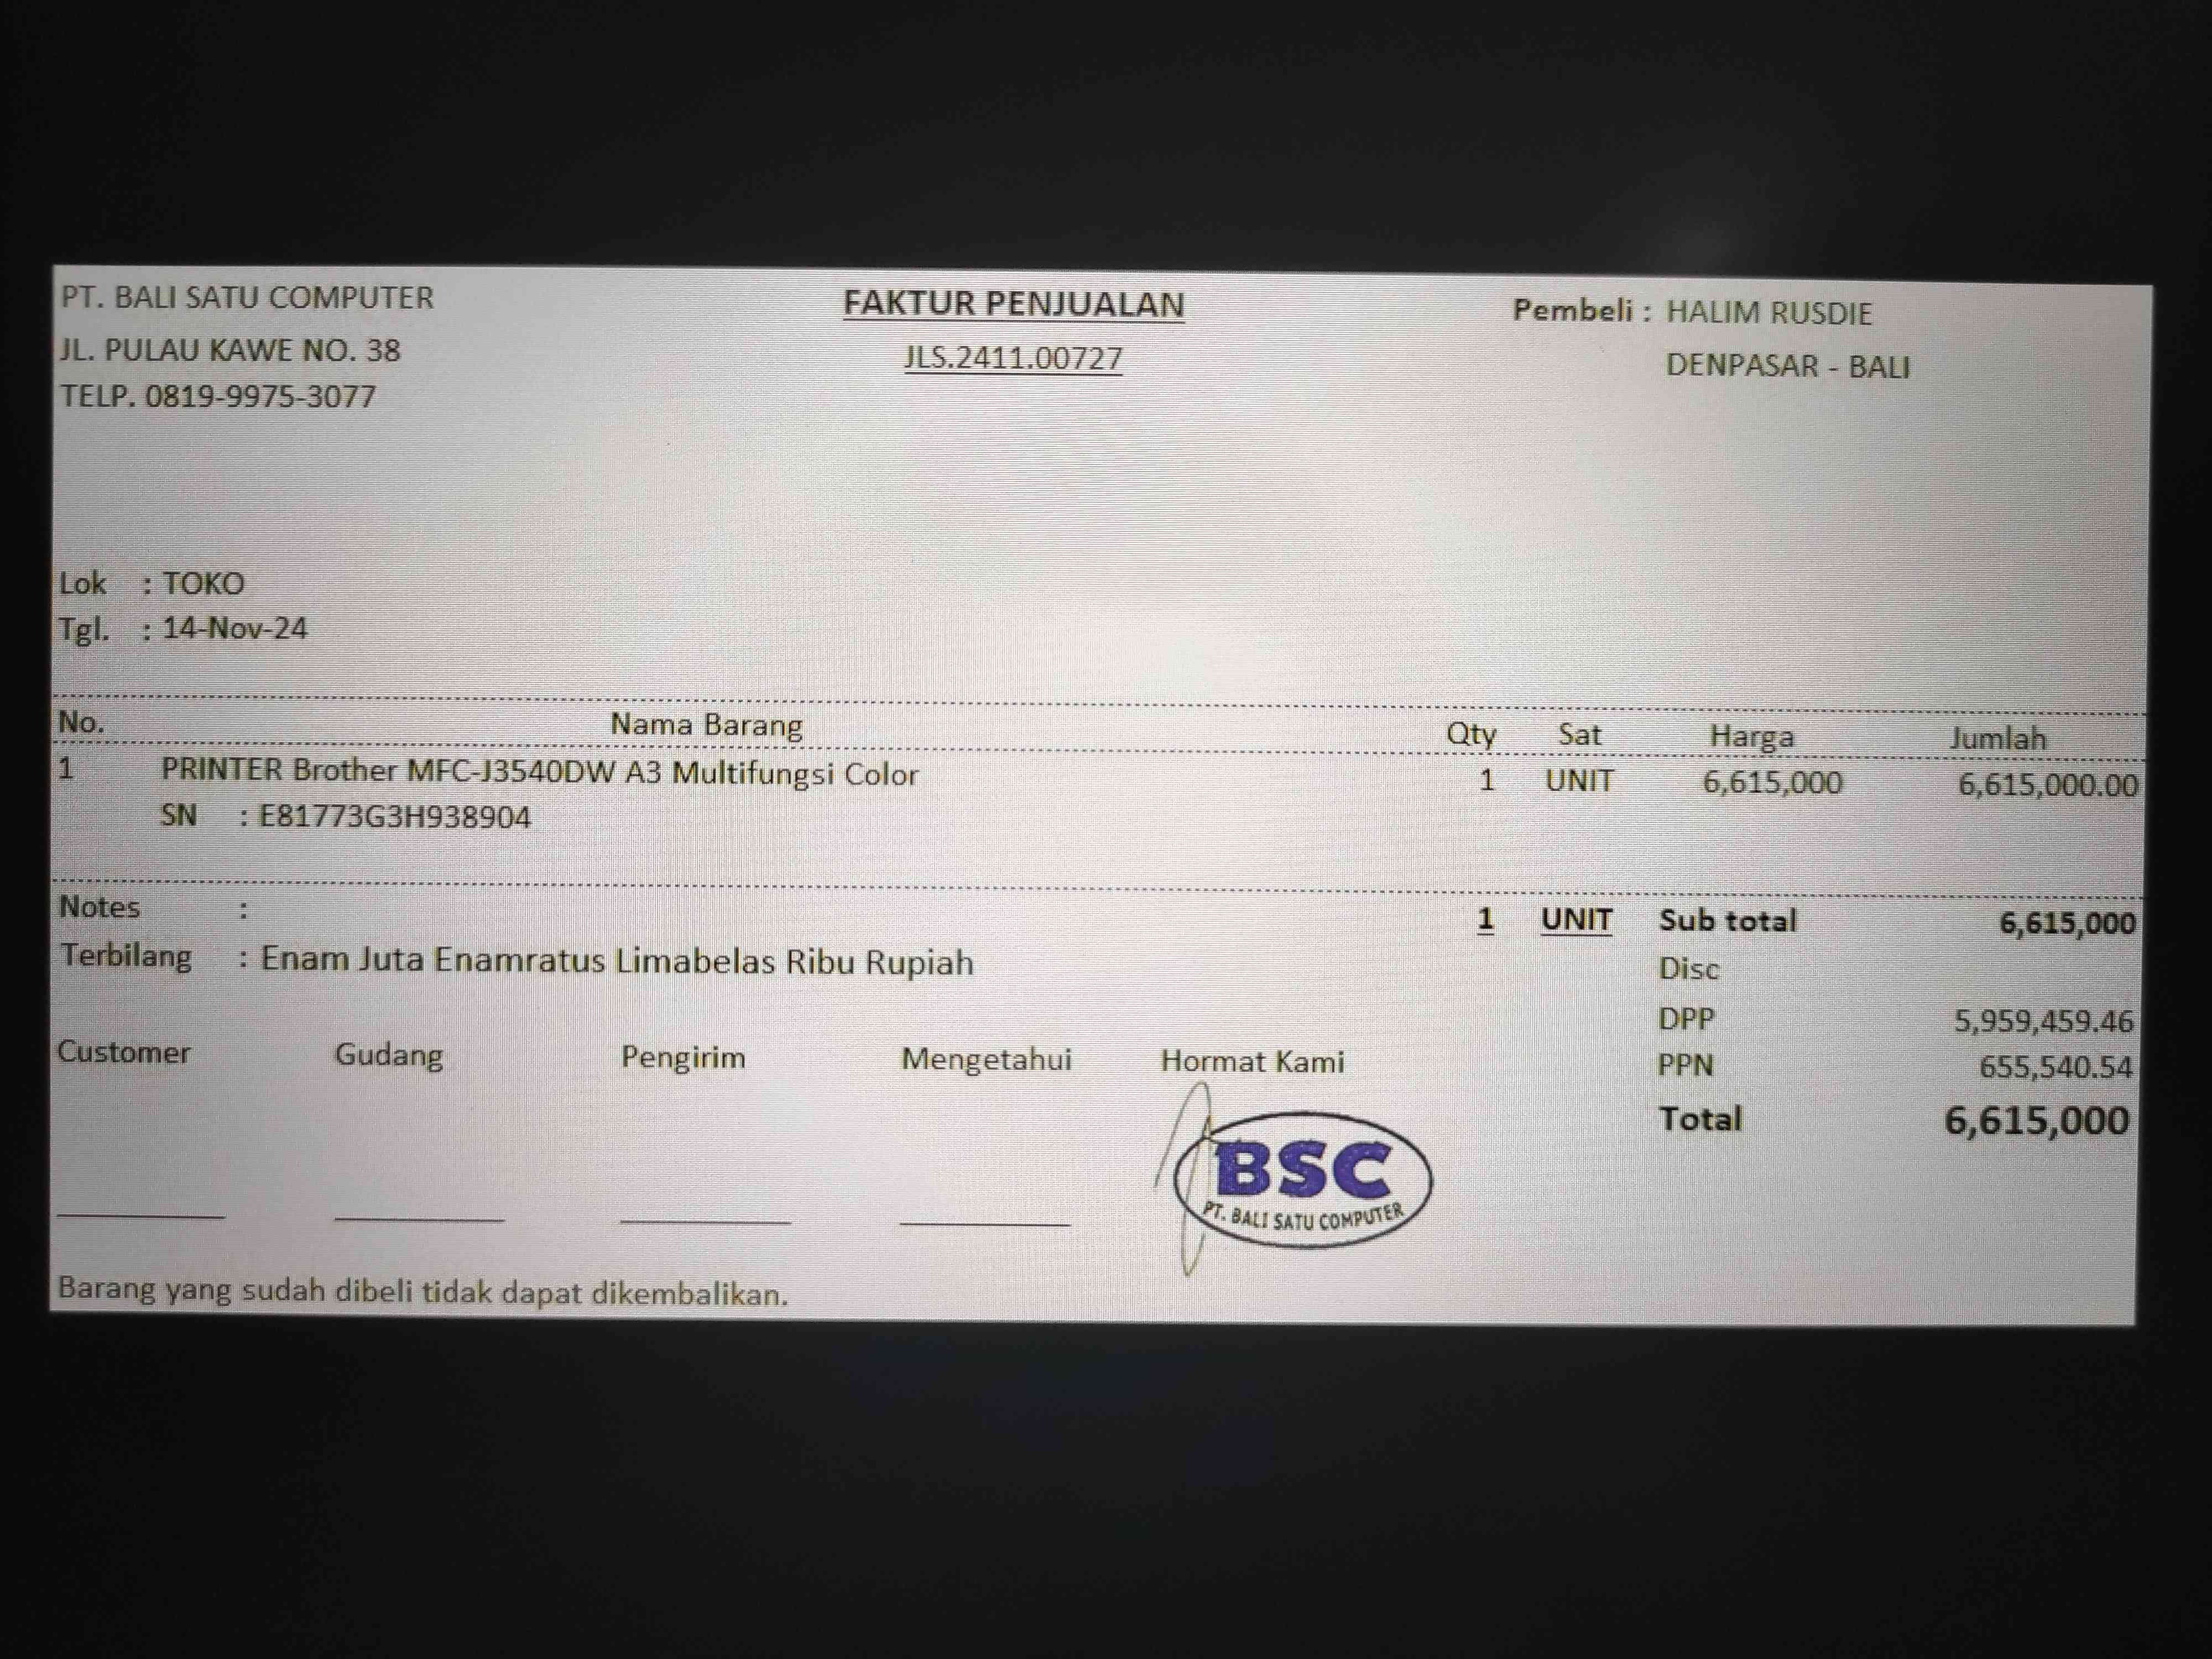 PT. BALI SATU COMPUTER
JL. PULAU KAWE NO. 38
TELP. 0819-9975-3077
FAKTUR PENJUALAN
JLS.2411.00727
Pembeli : HALIM RUSDIE
DENPASAR - BALI
Lok : TOKO
Tgl. : 14-Nov-24
No. Nama Barang Qty Sat Harga Jumlah
1 PRINTER Brother MFC-J3540DW A3 Multifungsi Color 1 UNIT 6,615,000 6,615,000.00
SN : E81773G3H938904
Notes : 1 UNIT Sub total 6,615,000
Terbilang : Enam Juta Enamratus Limabelas Ribu Rupiah
Disc
DPP 5,959,459.46
PPN 655,540.54
Total 6,615,000
Customer Gudang Pengirim Mengetahui Hormat Kami
BSC
PT. BALI SATU COMPUTER
Barang yang sudah dibeli tidak dapat dikembalikan.